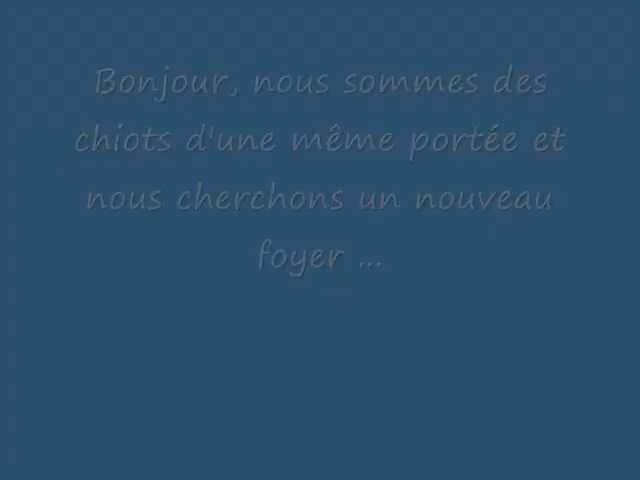 Bonjour, nous sommes des
chiots d'une même portée et
nous cherchons un nouveau
foyer ...